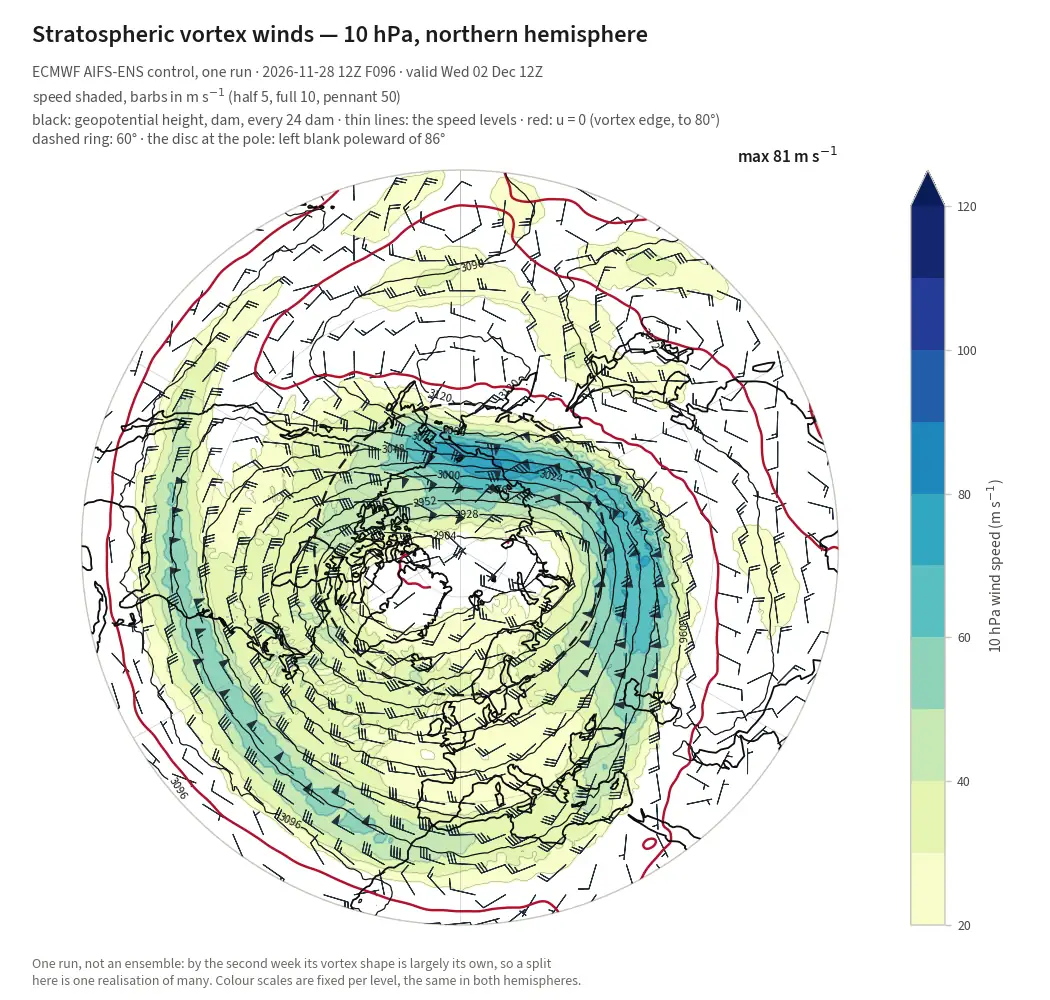 Stratospheric vortex winds — 10 hPa, northern hemisphere
ECMWF AIFS-ENS control, one run · 2026-11-28 12Z F096 · valid Wed 02 Dec 12Z
speed shaded, barbs in m s⁻¹ (half 5, full 10, pennant 50)
black: geopotential height, dam, every 24 dam · thin lines: the speed levels · red: u = 0 (vortex edge, to 80°)
dashed ring: 60° · the disc at the pole: left blank poleward of 86°
max 81 m s⁻¹
120
100
80
60
40
20
10 hPa wind speed (m s⁻¹)
3096
3120
3120
3048
3000
3024
2952
2928
2904
3096
3096
3096
One run, not an ensemble: by the second week its vortex shape is largely its own, so a split
here is one realisation of many. Colour scales are fixed per level, the same in both hemispheres.